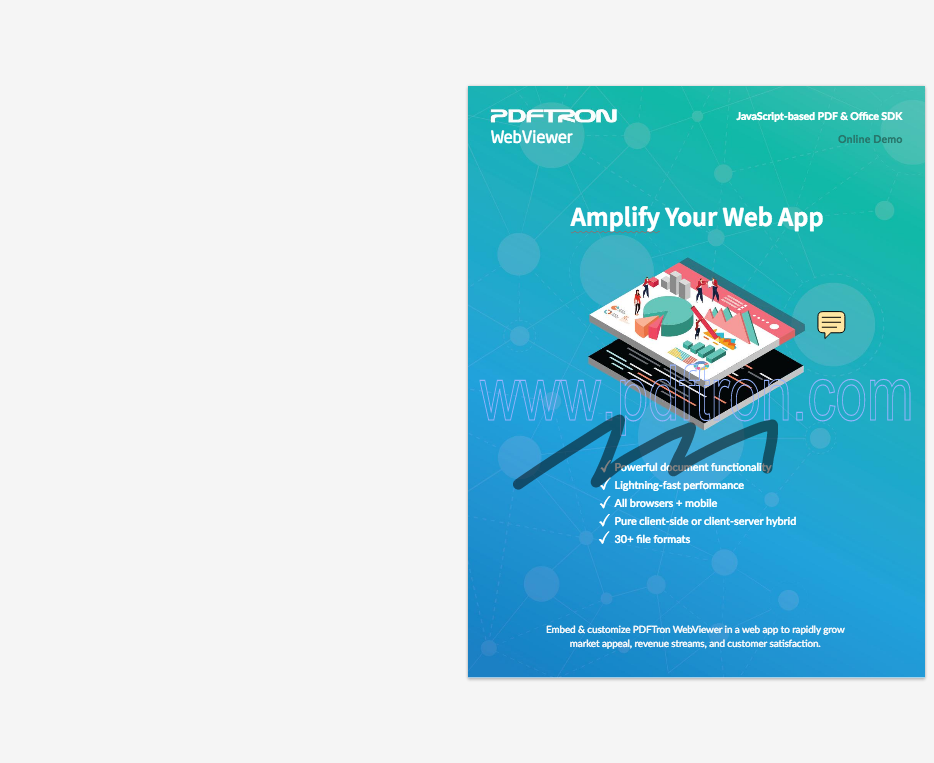 PDFTRON
WebViewer
JavaScript-based PDF & Office SDK
Online Demo
Amplify Your Web App
www.pdftron.com
✓ Powerful document functionality
✓ Lightning-fast performance
✓ All browsers + mobile
✓ Pure client-side or client-server hybrid
✓ 30+ file formats
Embed & customize PDFTron WebViewer in a web app to rapidly grow
market appeal, revenue streams, and customer satisfaction.